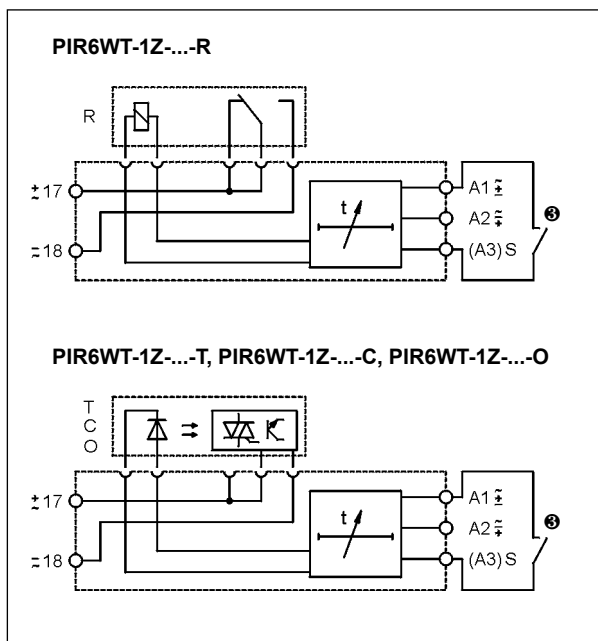 PIR6WT-1Z-...-R
R
±~17
t
A1 ~±
A2 ~∓
≂18
(A3) S
❸
PIR6WT-1Z-...-T, PIR6WT-1Z-...-C, PIR6WT-1Z-...-O
T
C
O
±~17
t
A1 ~±
A2 ~∓
≂18
(A3) S
❸